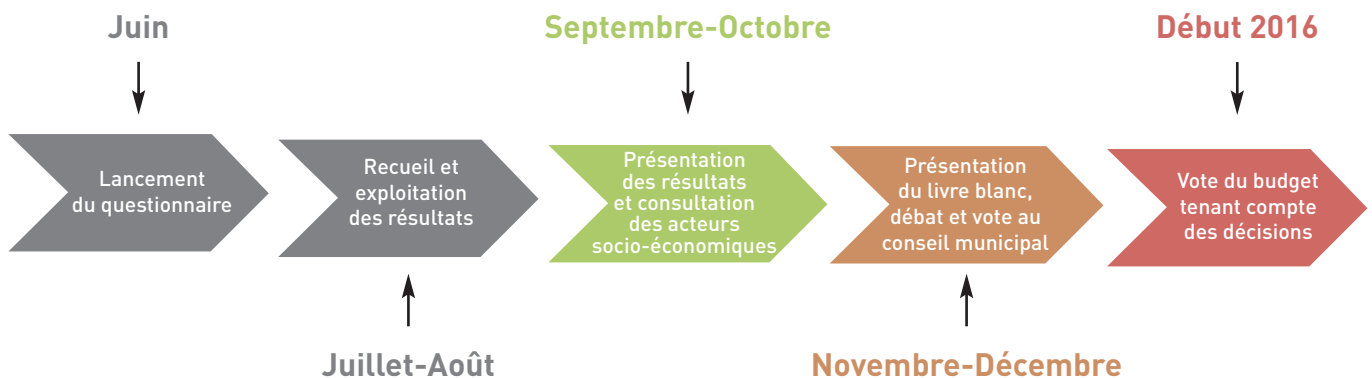 Juin
Septembre-Octobre
Début 2016
Lancement
du questionnaire
Recueil et
exploitation
des résultats
Présentation
des résultats
et consultation
des acteurs
socio-économiques
Présentation
du livre blanc,
débat et vote au
conseil municipal
Vote du budget
tenant compte
des décisions
Juillet-Août
Novembre-Décembre